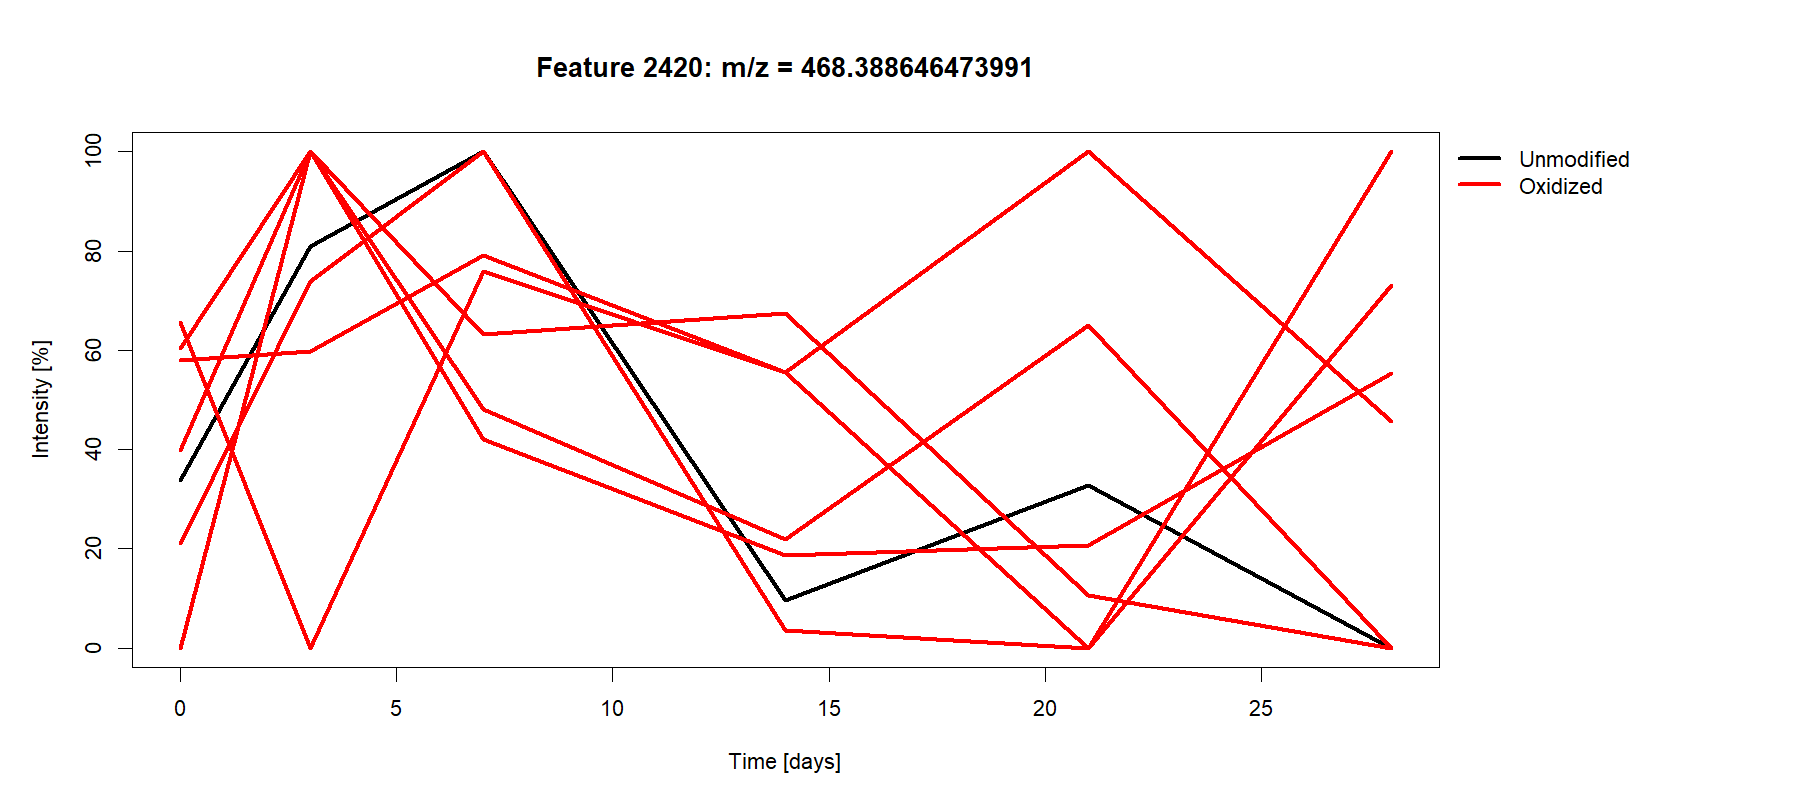 Feature 2420: m/z = 468.388646473991
Unmodified
Oxidized
Intensity [%]
100
80
60
40
20
0
0 5 10 15 20 25
Time [days]